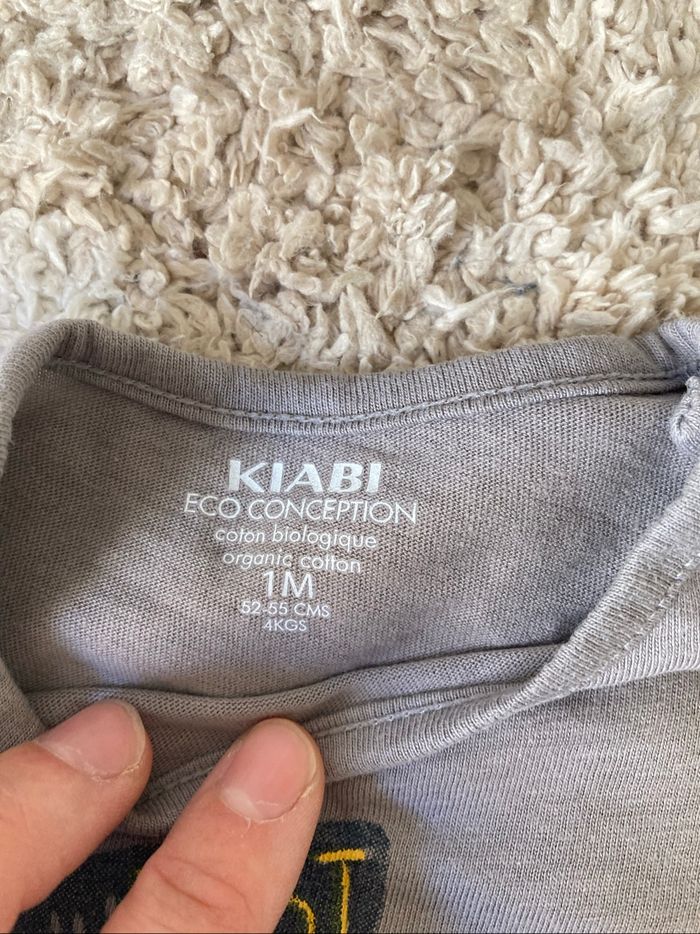 KIABI
ECO CONCEPTION
coton biologique
organic cotton
1M
52-55 CMS
4KGS